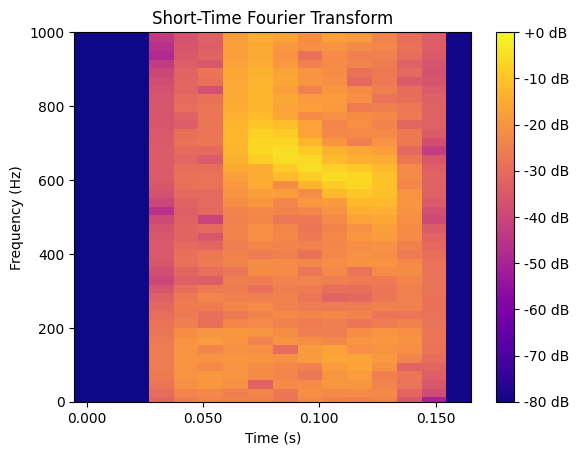 Short-Time Fourier Transform
1000
800
600
400
200
0
Frequency (Hz)
0.000
0.050
0.100
0.150
Time (s)
+0 dB
-10 dB
-20 dB
-30 dB
-40 dB
-50 dB
-60 dB
-70 dB
-80 dB